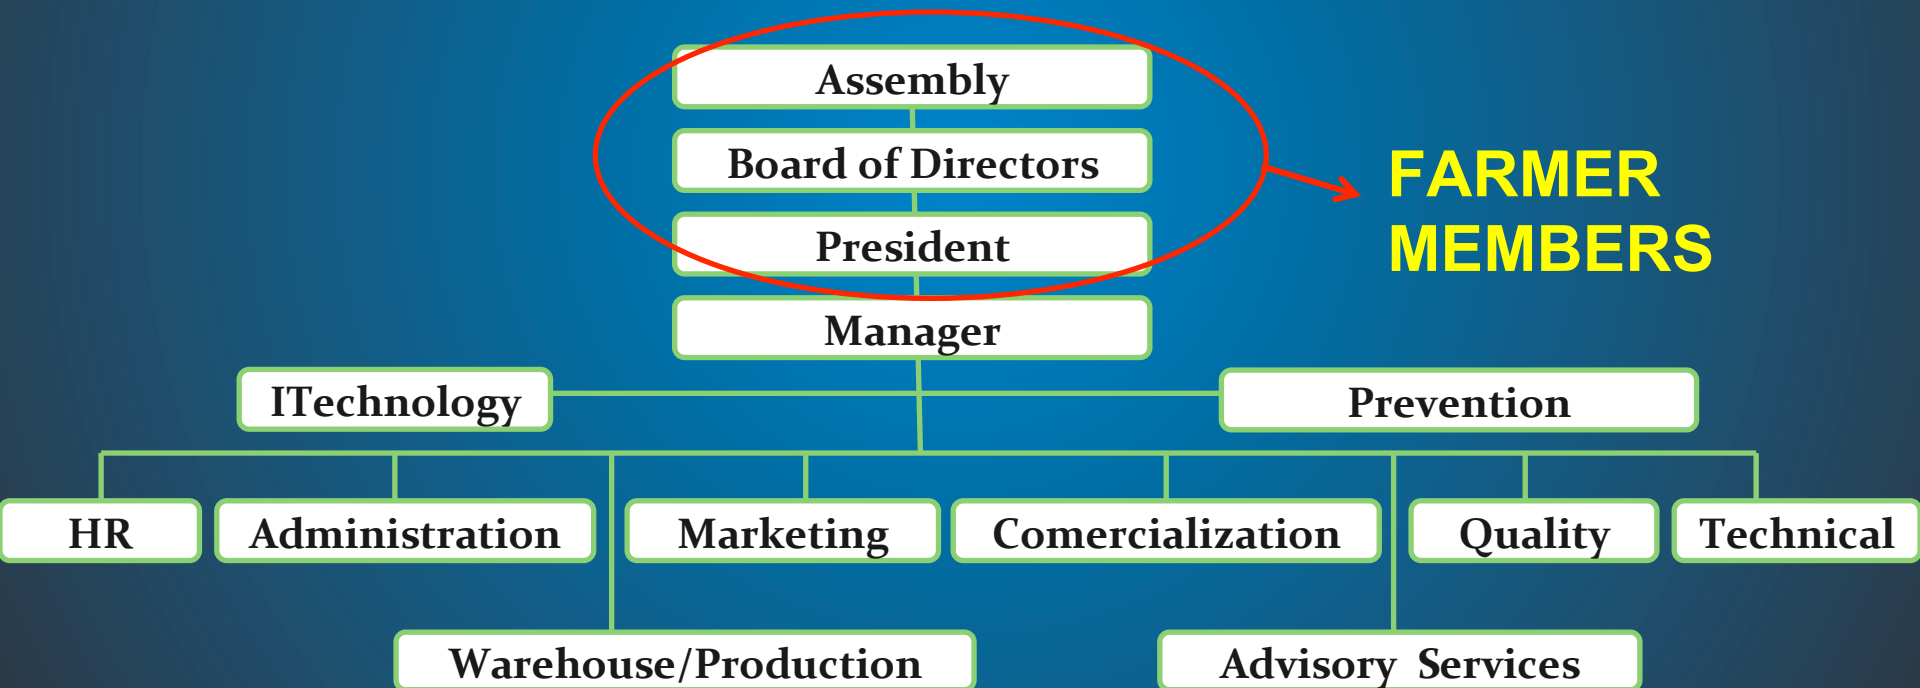 Assembly
Board of Directors
President
Manager
FARMER
MEMBERS
ITechnology
Prevention
HR
Administration
Marketing
Comercialization
Quality
Technical
Warehouse/Production
Advisory Services